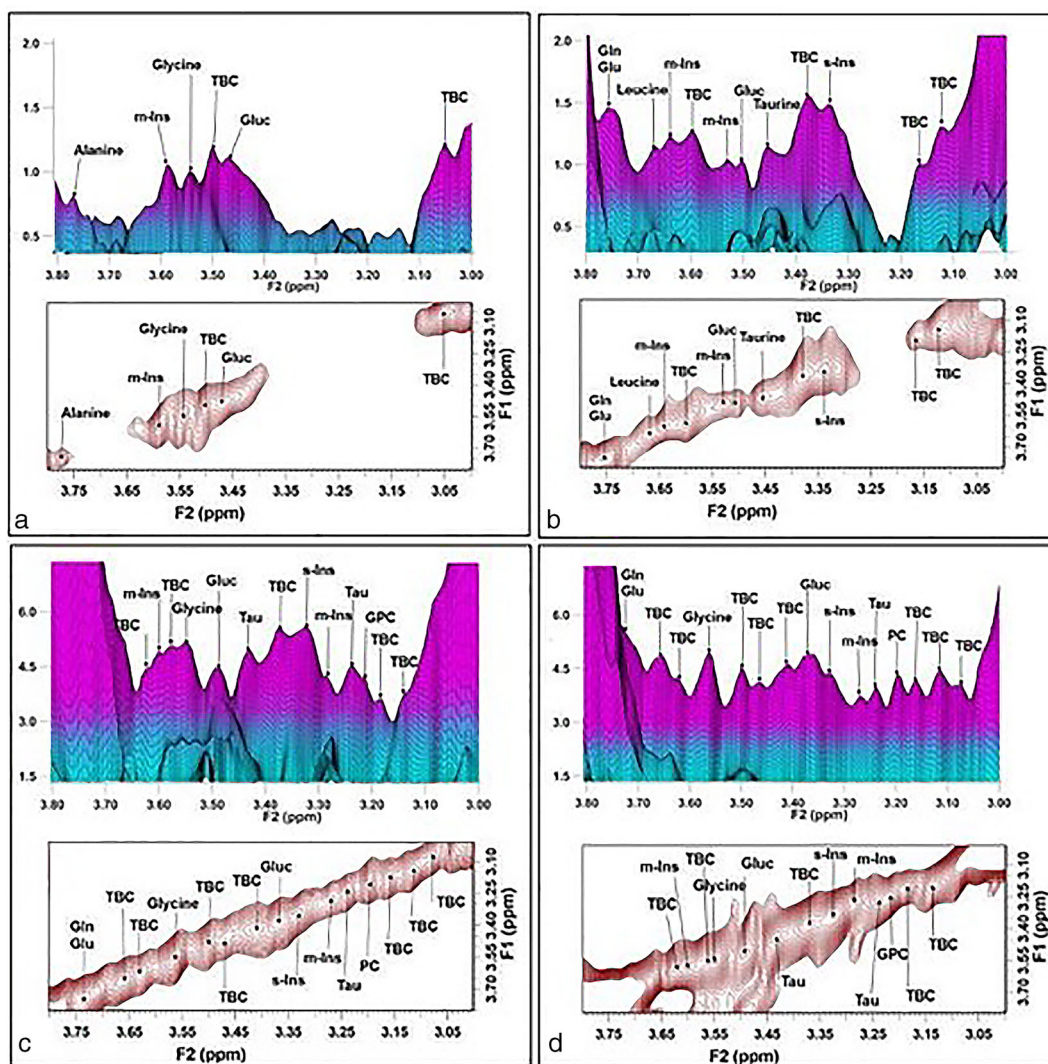 2.0
Glycine
TBC
TBC
1.5
m-Ins
Gluc
Alanine
1.0
0.5
3.80 3.70 3.60 3.50 3.40 3.30 3.20 3.10 3.00
F2 (ppm)
Glycine
TBC
Gluc
m-Ins
TBC
Alanine
3.70 3.55 3.40 3.25 3.10
F1 (ppm)
3.75 3.65 3.55 3.45 3.35 3.25 3.15 3.05
F2 (ppm)
a
2.0
Gln
Glu
m-Ins
TBC
s-Ins
Leucine
TBC
Gluc
Taurine
TBC
1.5
m-Ins
TBC
1.0
0.5
3.80 3.70 3.60 3.50 3.40 3.30 3.20 3.10 3.00
F2 (ppm)
TBC
Gluc
Taurine
m-Ins
m-Ins
Leucine
TBC
TBC
TBC
Gln
Glu
s-Ins
3.70 3.55 3.40 3.25 3.10
F1 (ppm)
3.75 3.65 3.55 3.45 3.35 3.25 3.15 3.05
F2 (ppm)
b
6.0
s-Ins
TBC
Gluc
TBC
m-Ins
Tau
m-Ins
Glycine
GPC
TBC
Tau
TBC
TBC
4.5
3.0
1.5
3.80 3.70 3.60 3.50 3.40 3.30 3.20 3.10 3.00
F2 (ppm)
Gluc
TBC
TBC
Glycine
TBC
TBC
Gln
Glu
TBC
TBC
TBC
PC
m-Ins
Tau
s-Ins
TBC
3.70 3.55 3.40 3.25 3.10
F1 (ppm)
3.75 3.65 3.55 3.45 3.35 3.25 3.15 3.05
F2 (ppm)
c
6.0
Gln
Glu
Gluc
TBC
TBC
s-Ins
Tau
TBC
Glycine
TBC
m-Ins
PC
TBC
TBC
TBC
TBC
4.5
3.0
1.5
3.80 3.70 3.60 3.50 3.40 3.30 3.20 3.10 3.00
F2 (ppm)
s-Ins
TBC
Gluc
m-Ins
m-Ins
TBC
Glycine
TBC
TBC
GPC
Tau
Tau
TBC
3.70 3.55 3.40 3.25 3.10
F1 (ppm)
3.75 3.65 3.55 3.45 3.35 3.25 3.15 3.05
F2 (ppm)
d